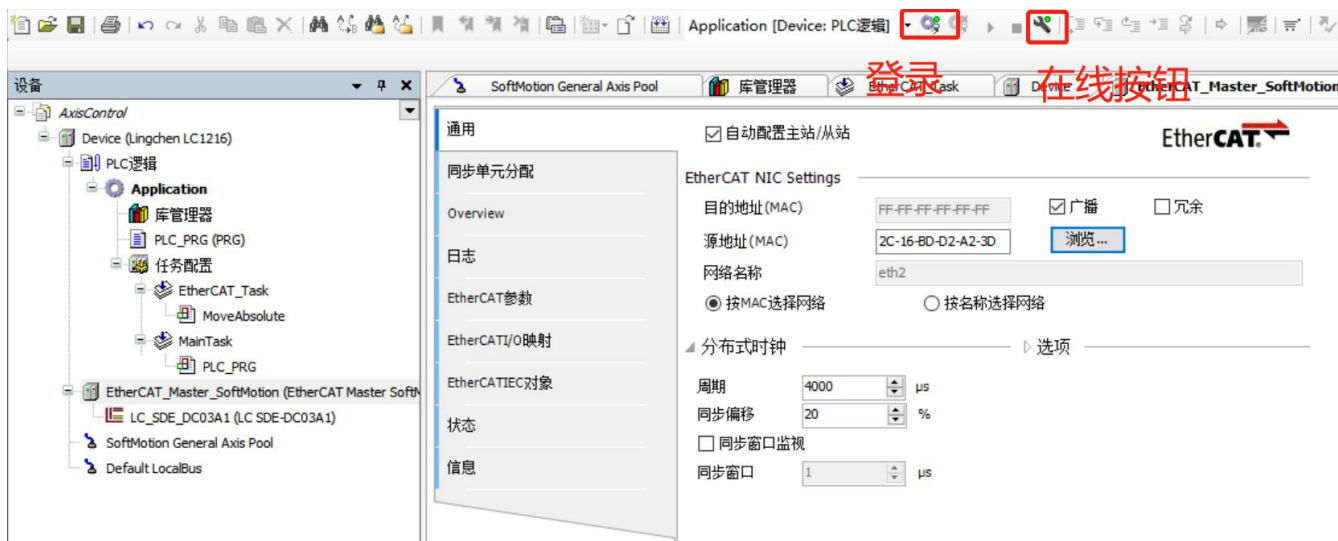 Application [Device: PLC逻辑]
登录
在线按钮
设备
AxisControl
Device (Lingchen LC1216)
PLC逻辑
Application
库管理器
PLC_PRG (PRG)
任务配置
EtherCAT_Task
MoveAbsolute
MainTask
PLC_PRG
EtherCAT_Master_SoftMotion (EtherCAT Master Soft
LC_SDE_DC03A1 (LC SDE-DC03A1)
SoftMotion General Axis Pool
Default LocalBus
SoftMotion General Axis Pool
库管理器
EtherCAT_Task
Device
EtherCAT_Master_SoftMotion
通用
同步单元分配
Overview
日志
EtherCAT参数
EtherCATI/O映射
EtherCATIEC对象
状态
信息
自动配置主站/从站
EtherCAT
EtherCAT NIC Settings
目的地址(MAC) FF-FF-FF-FF-FF-FF 广播 冗余
源地址(MAC) 2C-16-BD-D2-A2-3D 浏览...
网络名称 eth2
按MAC选择网络 按名称选择网络
分布式时钟 选项
周期 4000 μs
同步偏移 20 %
同步窗口监视
同步窗口 1 μs